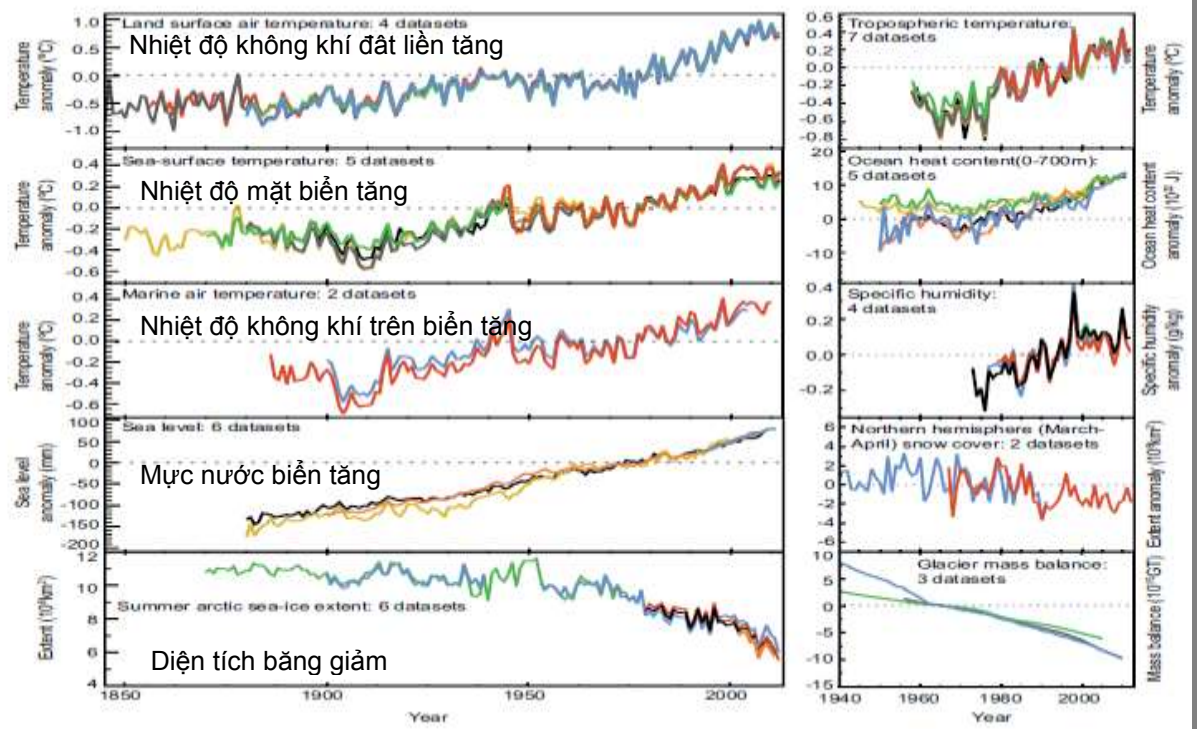 Land surface air temperature: 4 datasets
Nhiệt độ không khí đất liền tăng
Temperature
anomaly (ºC)
1.0
0.5
0.0
-0.5
-1.0
Sea-surface temperature: 5 datasets
Nhiệt độ mặt biển tăng
Temperature
anomaly (ºC)
0.4
0.2
0.0
-0.2
-0.4
-0.6
Marine air temperature: 2 datasets
Nhiệt độ không khí trên biển tăng
Temperature
anomaly (ºC)
0.4
0.2
0.0
-0.2
-0.4
-0.6
Sea level: 6 datasets
Mực nước biển tăng
Sea level
anomaly (mm)
100
50
0
-50
-100
-150
-200
Summer arctic sea-ice extent: 6 datasets
Diện tích băng giảm
Extent (10⁶km²)
12
10
8
6
4
1850
1900
1950
2000
Year
Tropospheric temperature:
7 datasets
Temperature
anomaly (ºC)
0.6
0.4
0.2
0.0
-0.2
-0.4
-0.6
-0.8
Ocean heat content(0-700m):
5 datasets
Ocean heat content
anomaly (10²² J)
20
10
0
-10
Specific humidity:
4 datasets
Specific humidity
anomaly (g/kg)
0.4
0.2
0.0
-0.2
Northern hemisphere (March-
April) snow cover: 2 datasets
Extent anomaly (10⁶km²)
6
4
2
0
-2
-4
-6
Glacier mass balance:
3 datasets
Mass balance (10¹⁵GT)
10
5
0
-5
-10
-15
1940
1960
1980
2000
Year